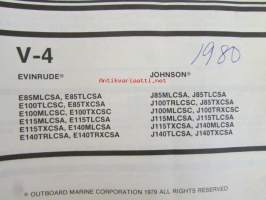 V-4
1980
EVINRUDE® JOHNSON®
E85MLCSA, E85TLCSA J85MLCSA, J85TLCSA
E100TLCSC, E85TXCSA J100TRLCSC, J85TXCSA
E100MLCSC, E100TXCSC J100MLCSC, J100TXCSC
E115MLCSA, E115TLCSA J115MLCSA, J115TLCSA
E115TXCSA, E140MLCSA J115TXCSA, J140MLCSA
E140TRLCSA, E140TRXCSA J140TLCSA, J140TXCSA
Antikvariaatti.net
© OUTBOARD MARINE CORPORATION 1979 ALL RIGHTS RESERVED